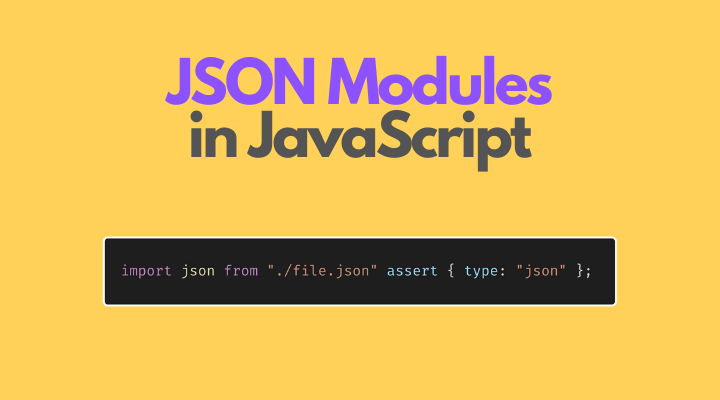 JSON Modules
in JavaScript
import json from "./file.json" assert { type: "json" };